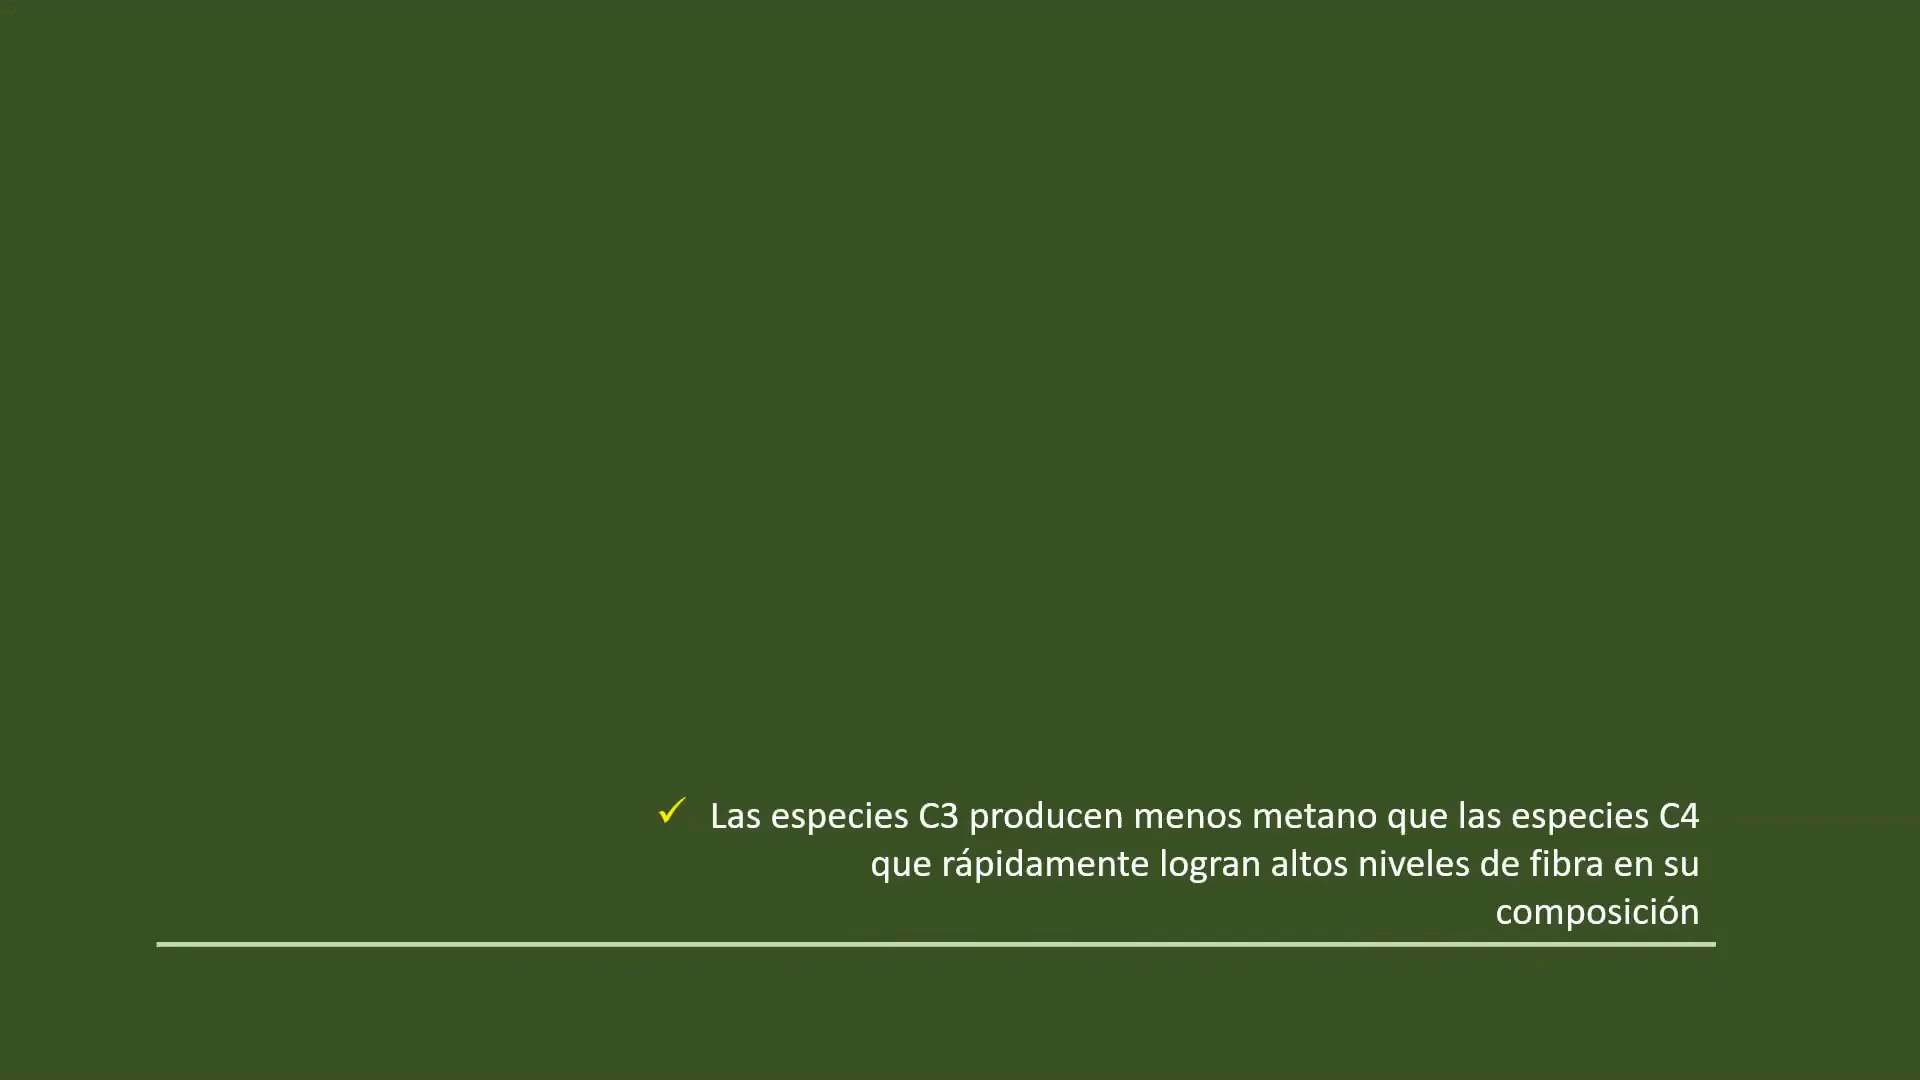 ✓ Las especies C3 producen menos metano que las especies C4
que rápidamente logran altos niveles de fibra en su
composición